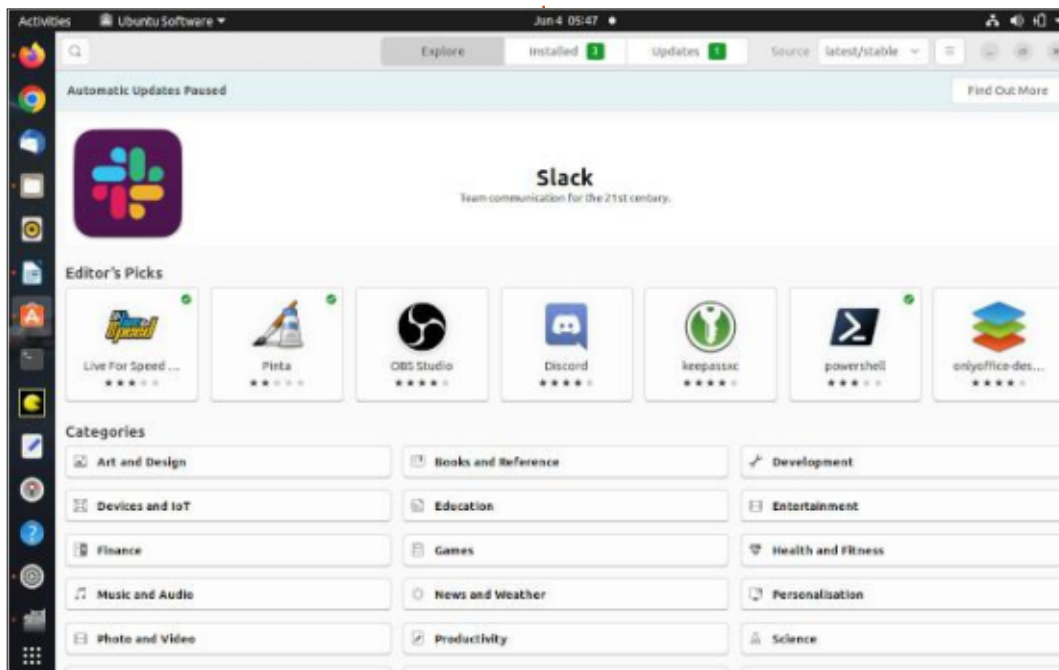 Activities Ubuntu Software Jun 4 05:47
Explore Installed 3 Updates 1 Source latest/stable
Automatic Updates Paused Find Out More
Slack
Team communication for the 21st century.
Editor's Picks
Live For Speed ... Pinta OBS Studio Discord keepassxc powershell onlyoffice-des...
Categories
Art and Design Books and Reference Development
Devices and IoT Education Entertainment
Finance Games Health and Fitness
Music and Audio News and Weather Personalisation
Photo and Video Productivity Science